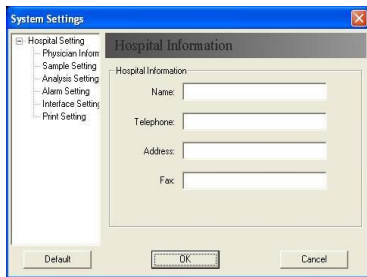 System Settings
Hospital Setting
Physician Inform
Sample Setting
Analysis Setting
Alarm Setting
Interface Setting
Print Setting
Hospital Information
Hospital Information
Name:
Telephone:
Address:
Fax:
Default
OK
Cancel